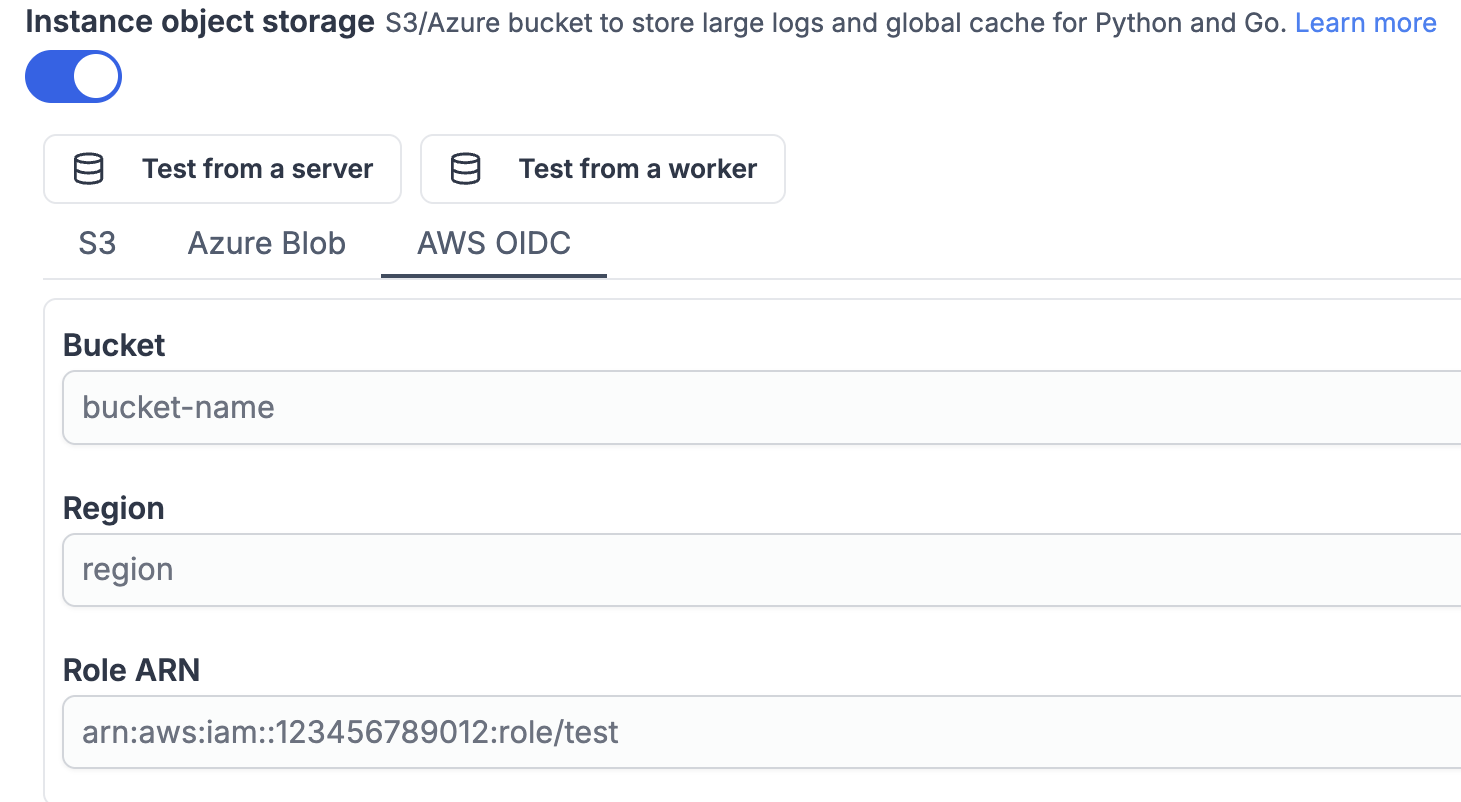 Instance object storage S3/Azure bucket to store large logs and global cache for Python and Go. Learn more
Test from a server Test from a worker
S3 Azure Blob AWS OIDC
Bucket
bucket-name
Region
region
Role ARN
arn:aws:iam::123456789012:role/test